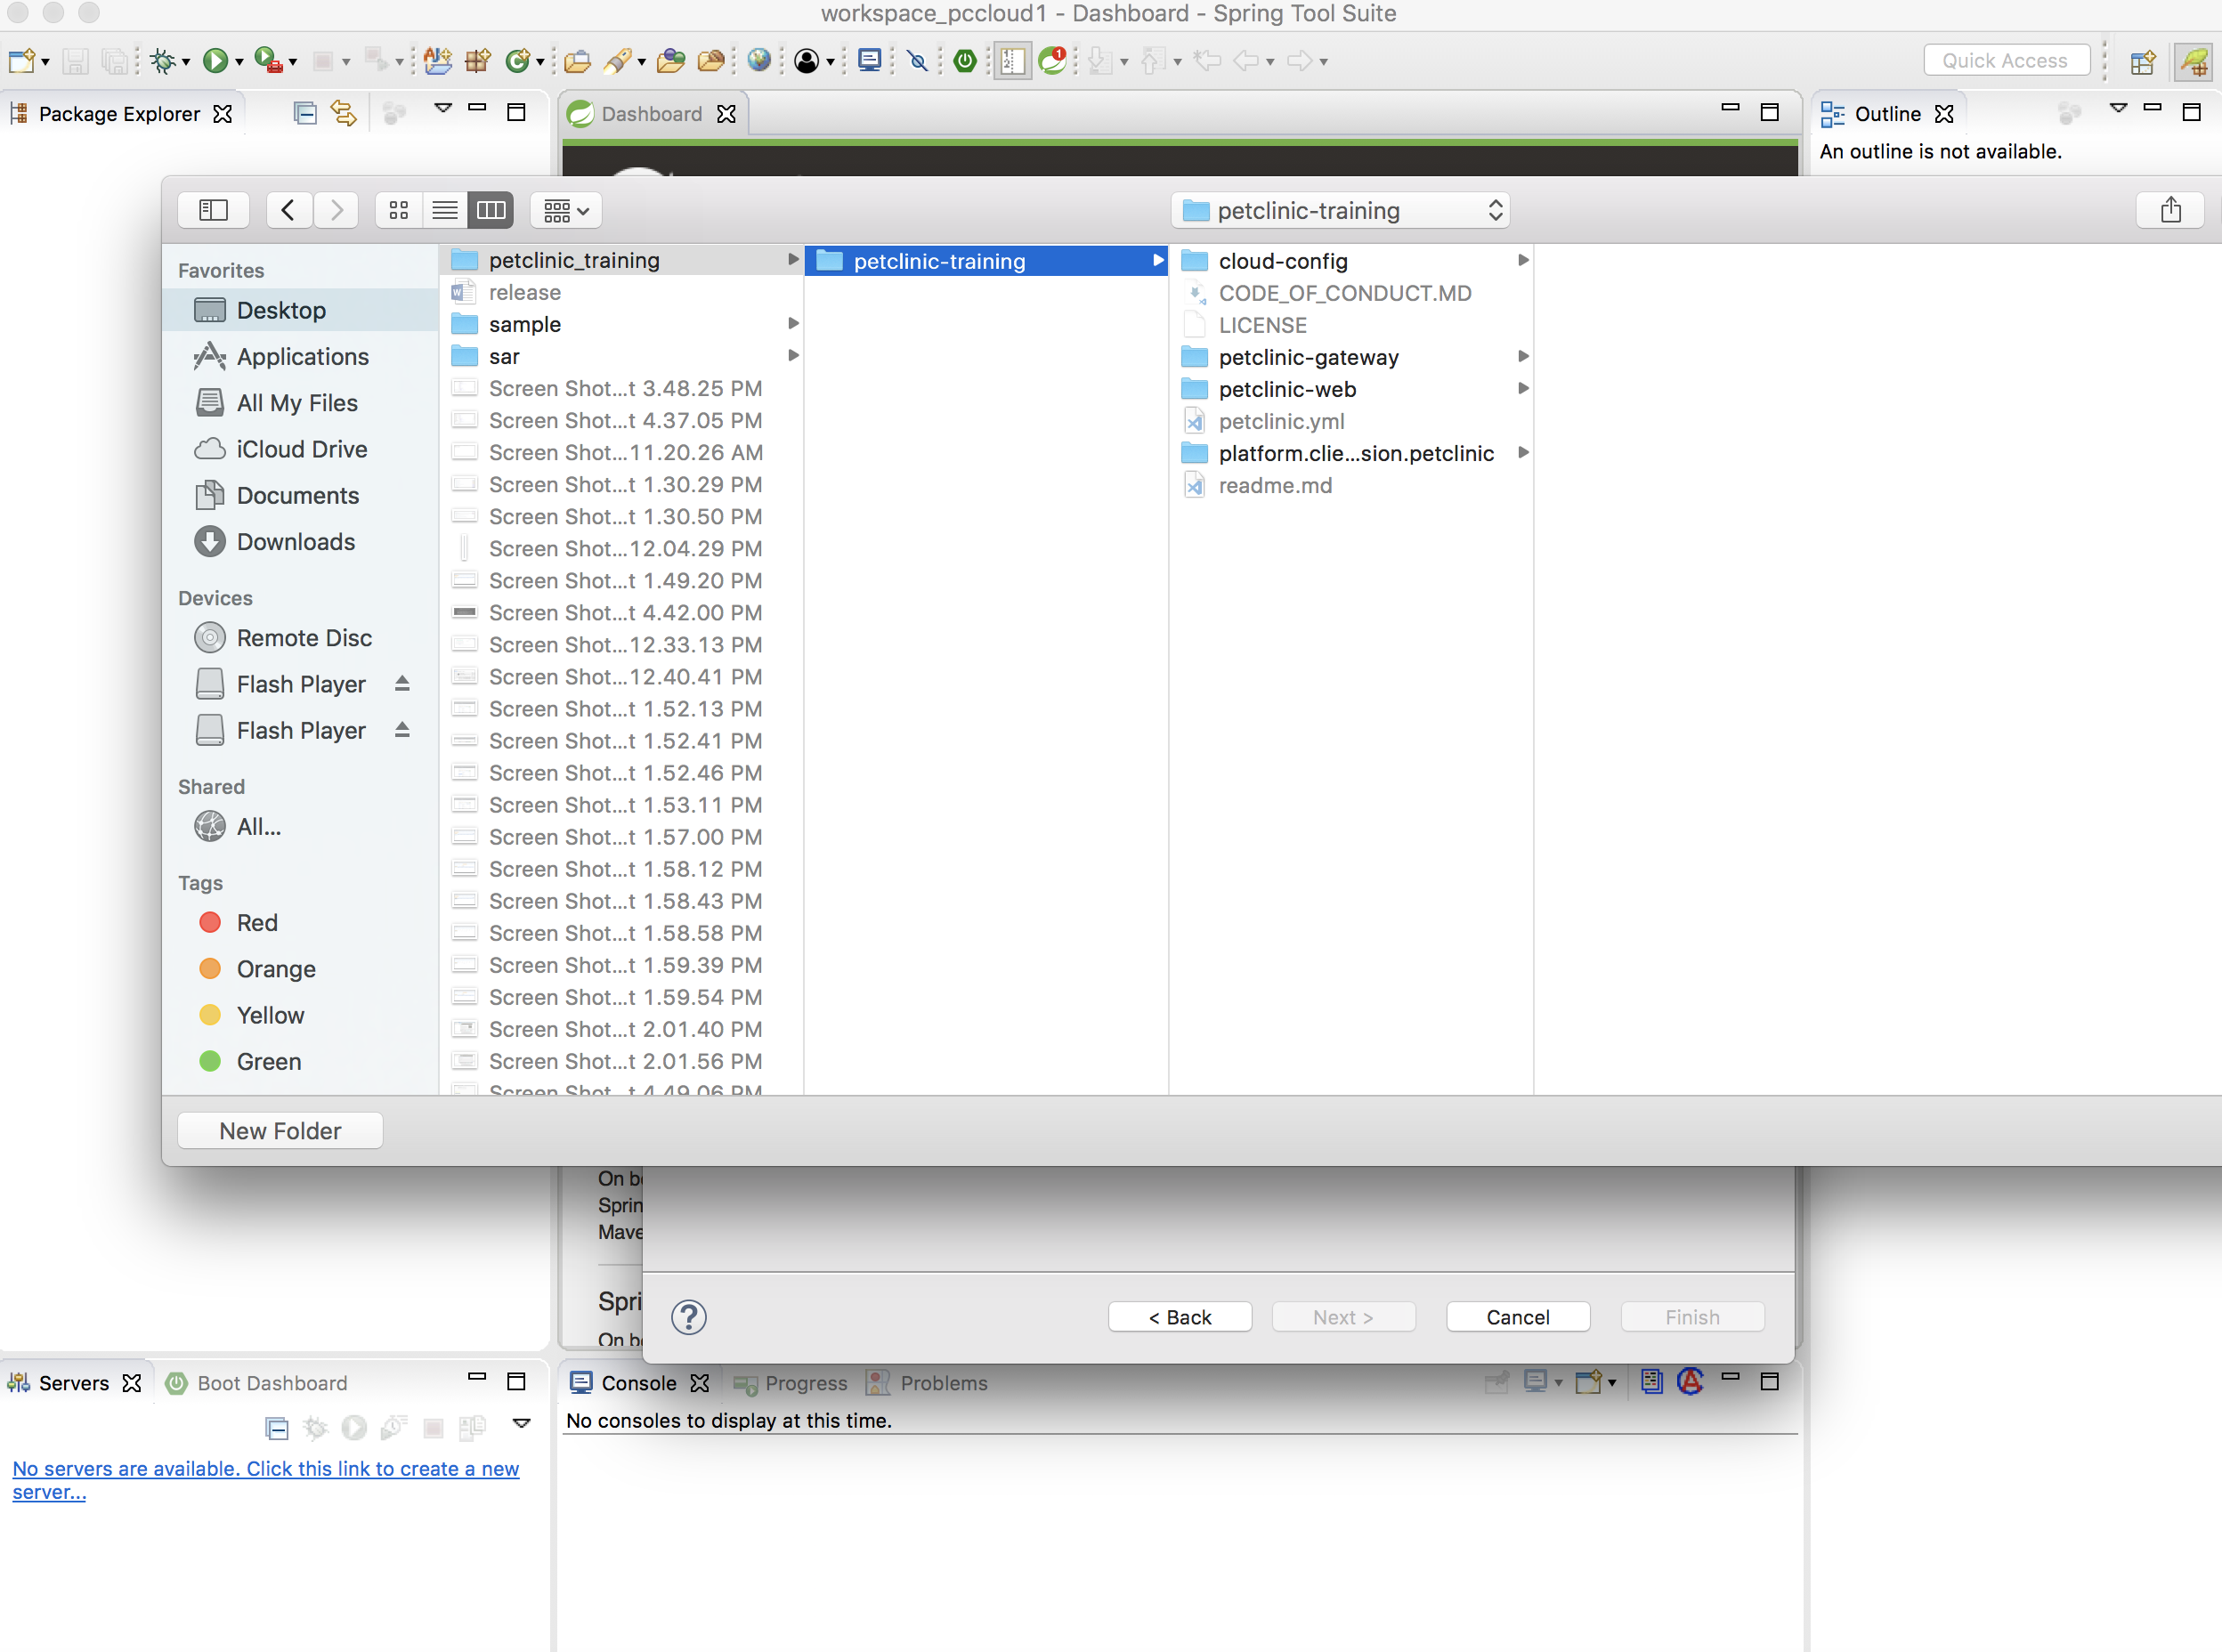 workspace_pccloud1 - Dashboard - Spring Tool Suite
Quick Access
Package Explorer
Dashboard
Outline
An outline is not available.
petclinic-training
Favorites
Desktop
Applications
All My Files
iCloud Drive
Documents
Downloads
Devices
Remote Disc
Flash Player
Flash Player
Shared
All...
Tags
Red
Orange
Yellow
Green
petclinic_training
release
sample
sar
Screen Shot...t 3.48.25 PM
Screen Shot...t 4.37.05 PM
Screen Shot...11.20.26 AM
Screen Shot...t 1.30.29 PM
Screen Shot...t 1.30.50 PM
Screen Shot...12.04.29 PM
Screen Shot...t 1.49.20 PM
Screen Shot...t 4.42.00 PM
Screen Shot...12.33.13 PM
Screen Shot...12.40.41 PM
Screen Shot...t 1.52.13 PM
Screen Shot...t 1.52.41 PM
Screen Shot...t 1.52.46 PM
Screen Shot...t 1.53.11 PM
Screen Shot...t 1.57.00 PM
Screen Shot...t 1.58.12 PM
Screen Shot...t 1.58.43 PM
Screen Shot...t 1.58.58 PM
Screen Shot...t 1.59.39 PM
Screen Shot...t 1.59.54 PM
Screen Shot...t 2.01.40 PM
Screen Shot...t 2.01.56 PM
Screen Shot...t 4.49.06 PM
petclinic-training
cloud-config
CODE_OF_CONDUCT.MD
LICENSE
petclinic-gateway
petclinic-web
petclinic.yml
platform.clie...sion.petclinic
readme.md
New Folder
On b
Sprin
Mave
Spri
On b
?
< Back
Next >
Cancel
Finish
Servers
Boot Dashboard
No servers are available. Click this link to create a new
server...
Console
Progress
Problems
No consoles to display at this time.